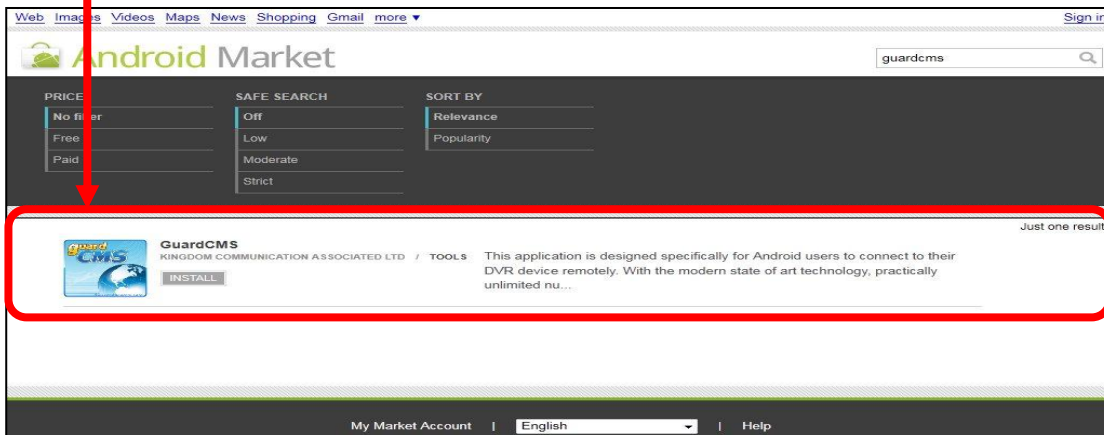 Web Images Videos Maps News Shopping Gmail more ▼ Sign in
Android Market guardcms
PRICE SAFE SEARCH SORT BY
No filter Off Relevance
Free Low Popularity
Paid Moderate
Strict
Just one result
guard CMS
GuardCMS
KINGDOM COMMUNICATION ASSOCIATED LTD / TOOLS
INSTALL
This application is designed specifically for Android users to connect to their
DVR device remotely. With the modern state of art technology, practically
unlimited nu...
My Market Account | English | Help